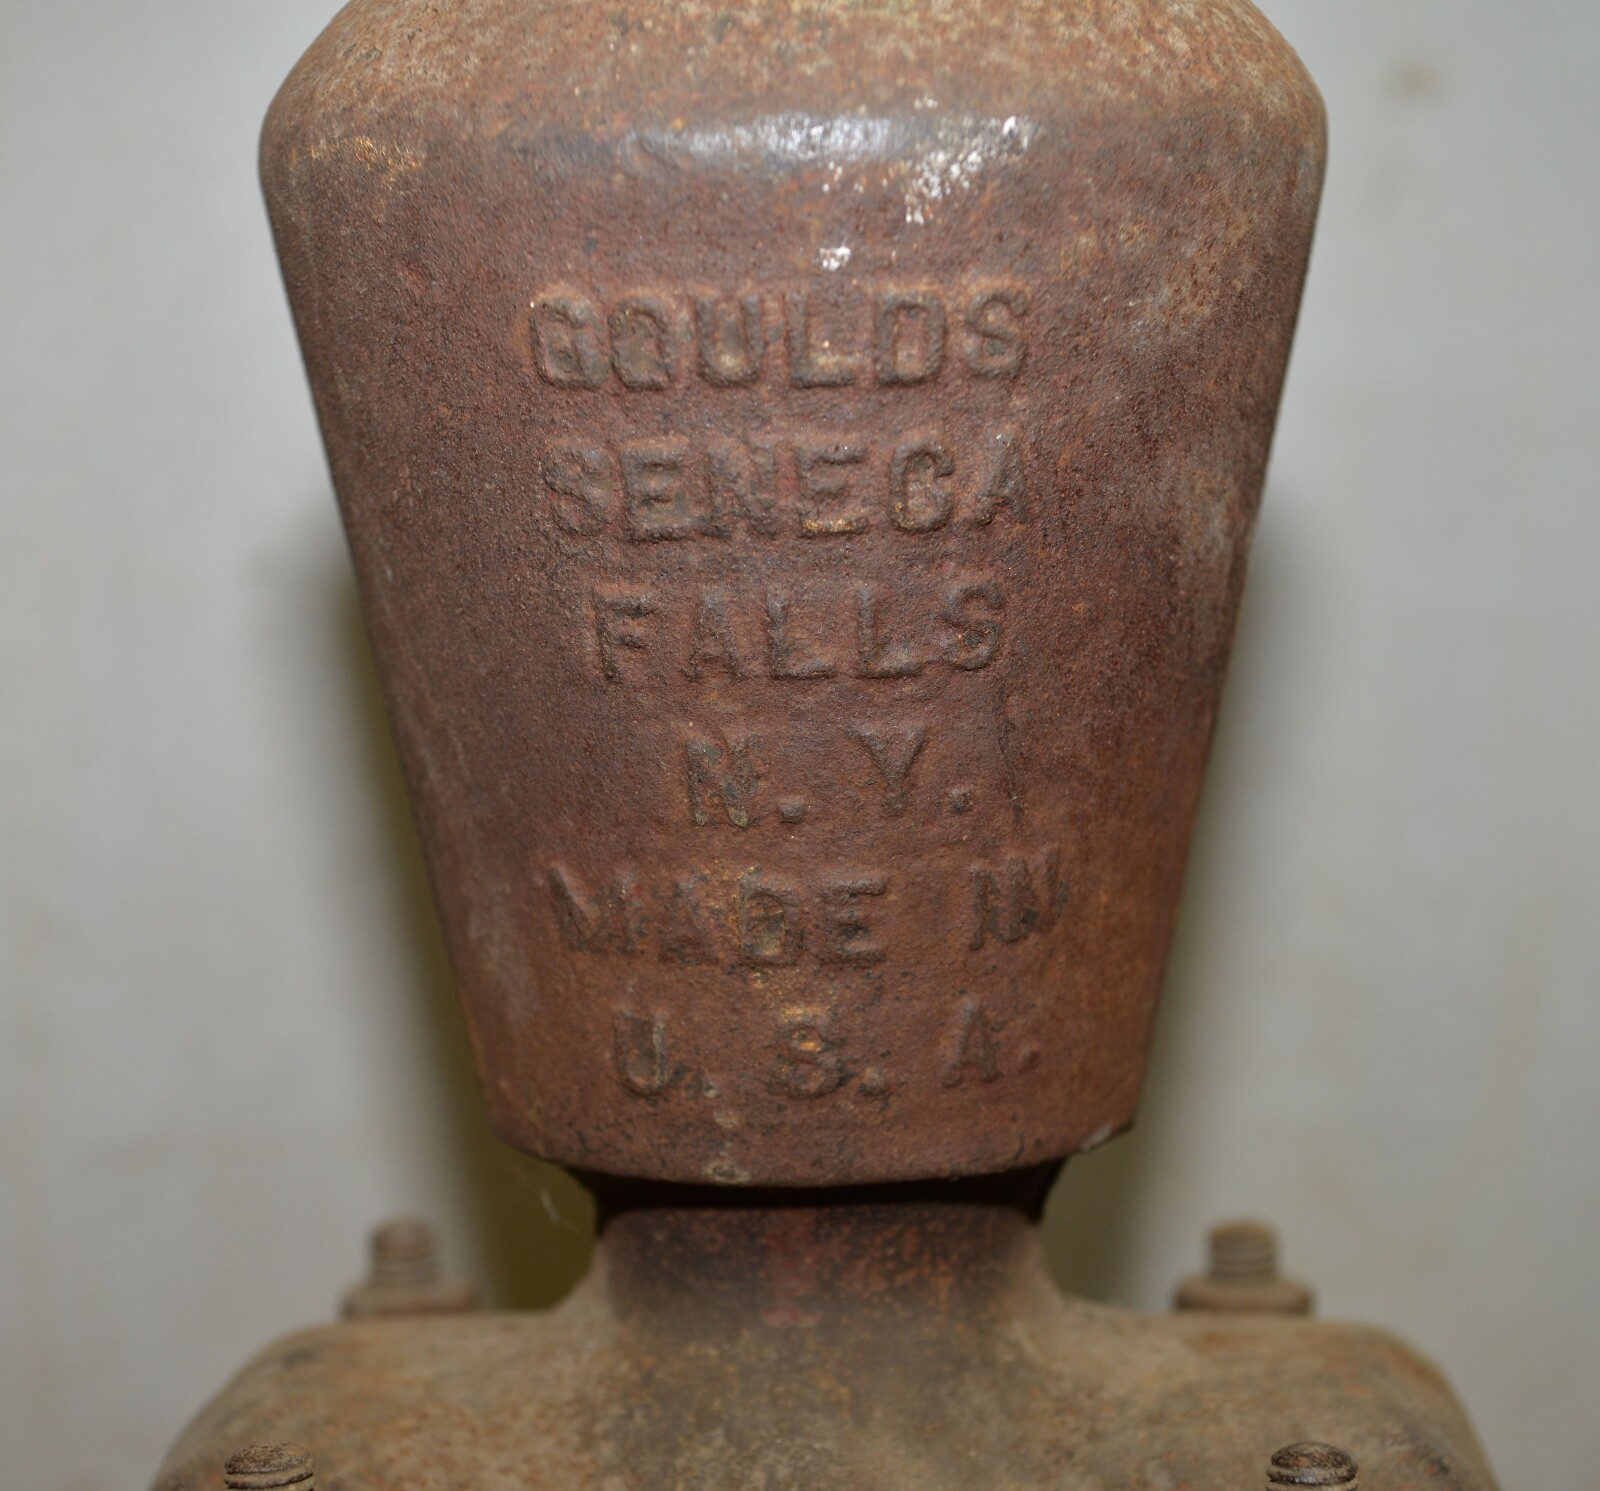 GOULDS
SENECA
FALLS
N. Y.
MADE IN
U. S. A.